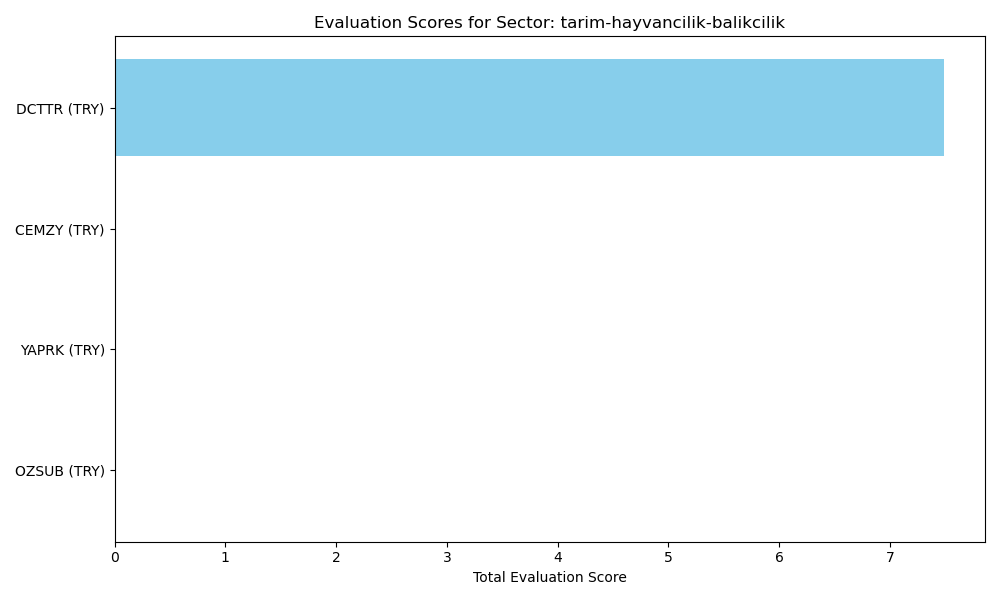 Evaluation Scores for Sector: tarim-hayvancilik-balikcilik
DCTTR (TRY)
CEMZY (TRY)
YAPRK (TRY)
OZSUB (TRY)
0 1 2 3 4 5 6 7
Total Evaluation Score